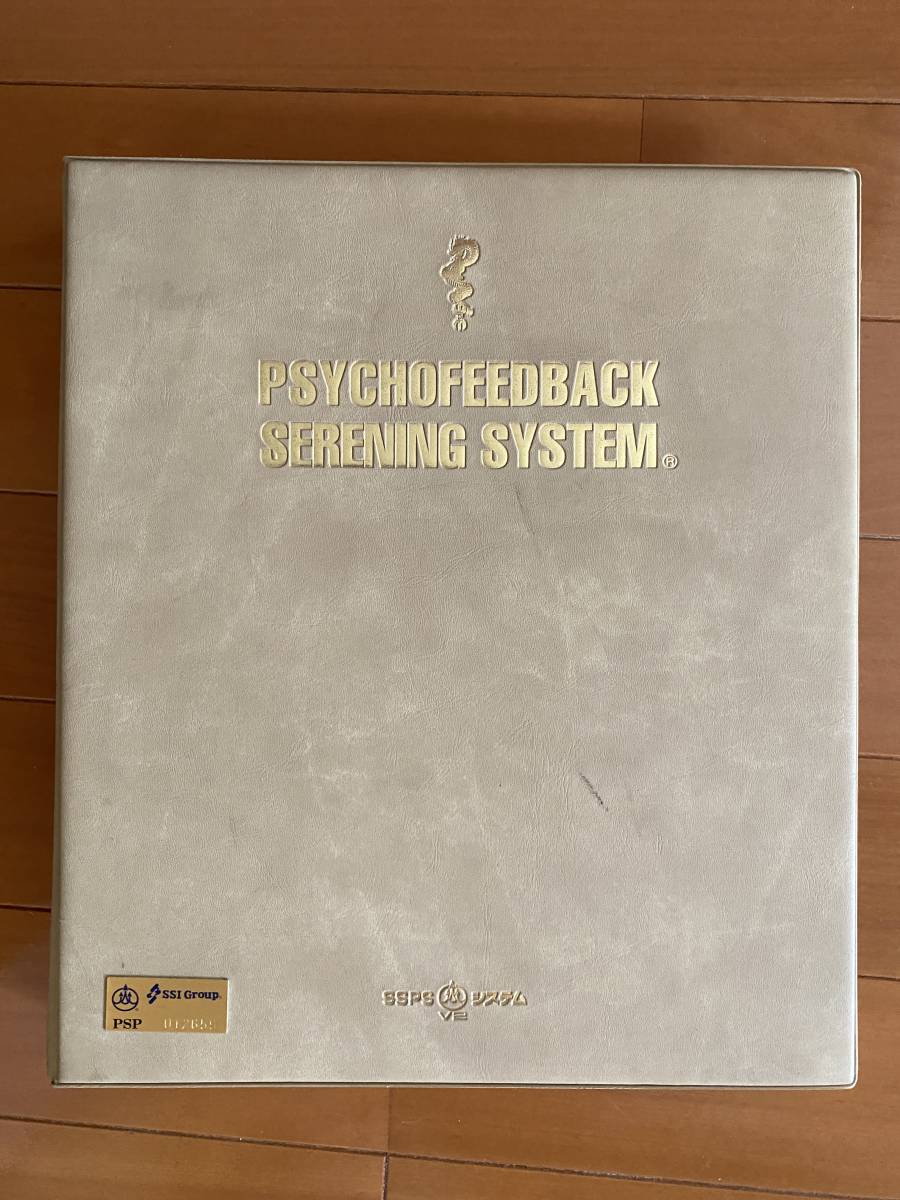 PSYCHOFEEDBACK
SERENING SYSTEM®
SSI Group®
PSP
SSPS システム
V2